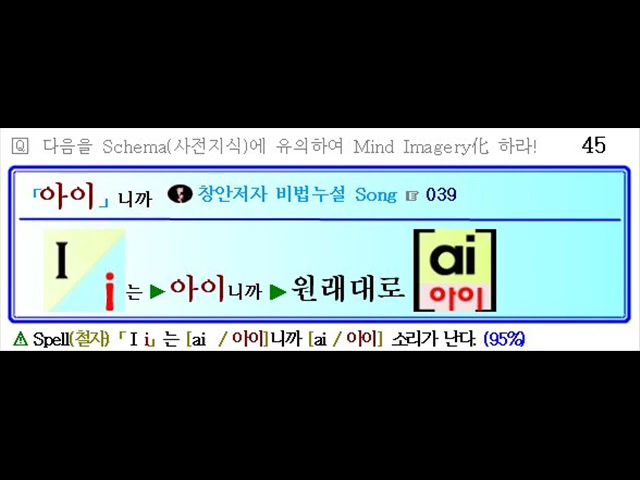 Q 다음을 Schema(사전지식)에 유의하여 Mind Imagery化 하라! 45
「아이」니까 창안저자 비법누설 Song ☞ 039
I i 는 ▶ 아이니까 ▶ 원래대로 [ai 아이]
⚠ Spell(철자) 「I i」는 [ai / 아이]니까 [ai / 아이] 소리가 난다. (95%)